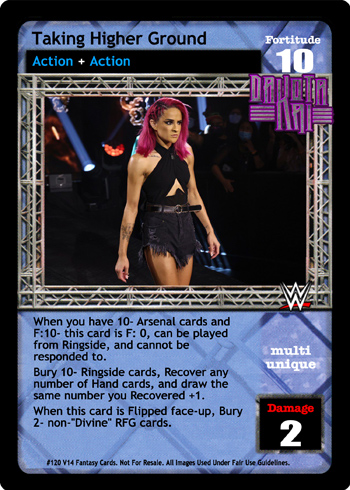 Taking Higher Ground
Fortitude
10
Action + Action
DAKOTA
KAI
W
When you have 10- Arsenal cards and
F:10- this card is F: 0, can be played
from Ringside, and cannot be
responded to.
Bury 10- Ringside cards, Recover any
number of Hand cards, and draw the
same number you Recovered +1.
When this card is Flipped face-up, Bury
2- non-"Divine" RFG cards.
multi
unique
Damage
2
#120 V14 Fantasy Cards. Not For Resale. All Images Used Under Fair Use Guidelines.